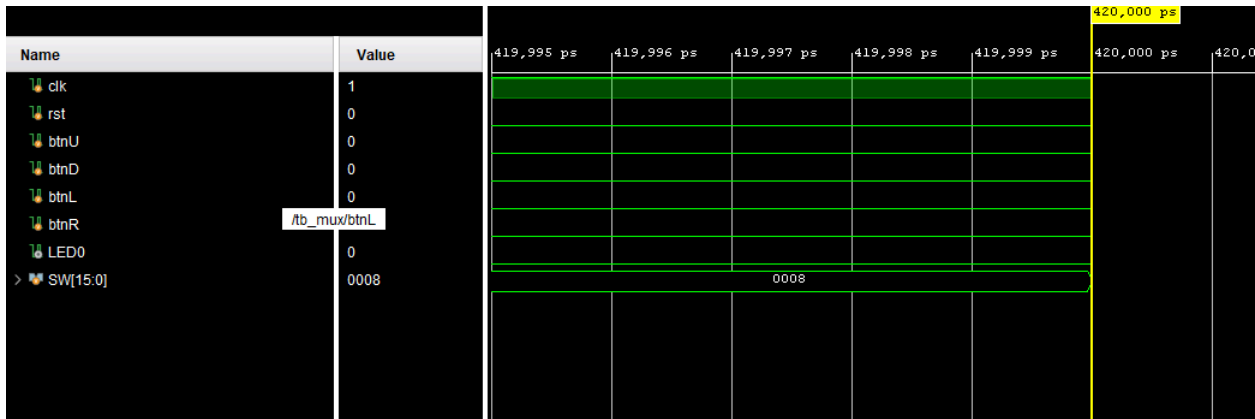 420,000 ps
Name Value 419,995 ps 419,996 ps 419,997 ps 419,998 ps 419,999 ps 420,000 ps 420,0
clk 1
rst 0
btnU 0
btnD 0
btnL 0
btnR /tb_mux/btnL
LED0 0
SW[15:0] 0008 0008